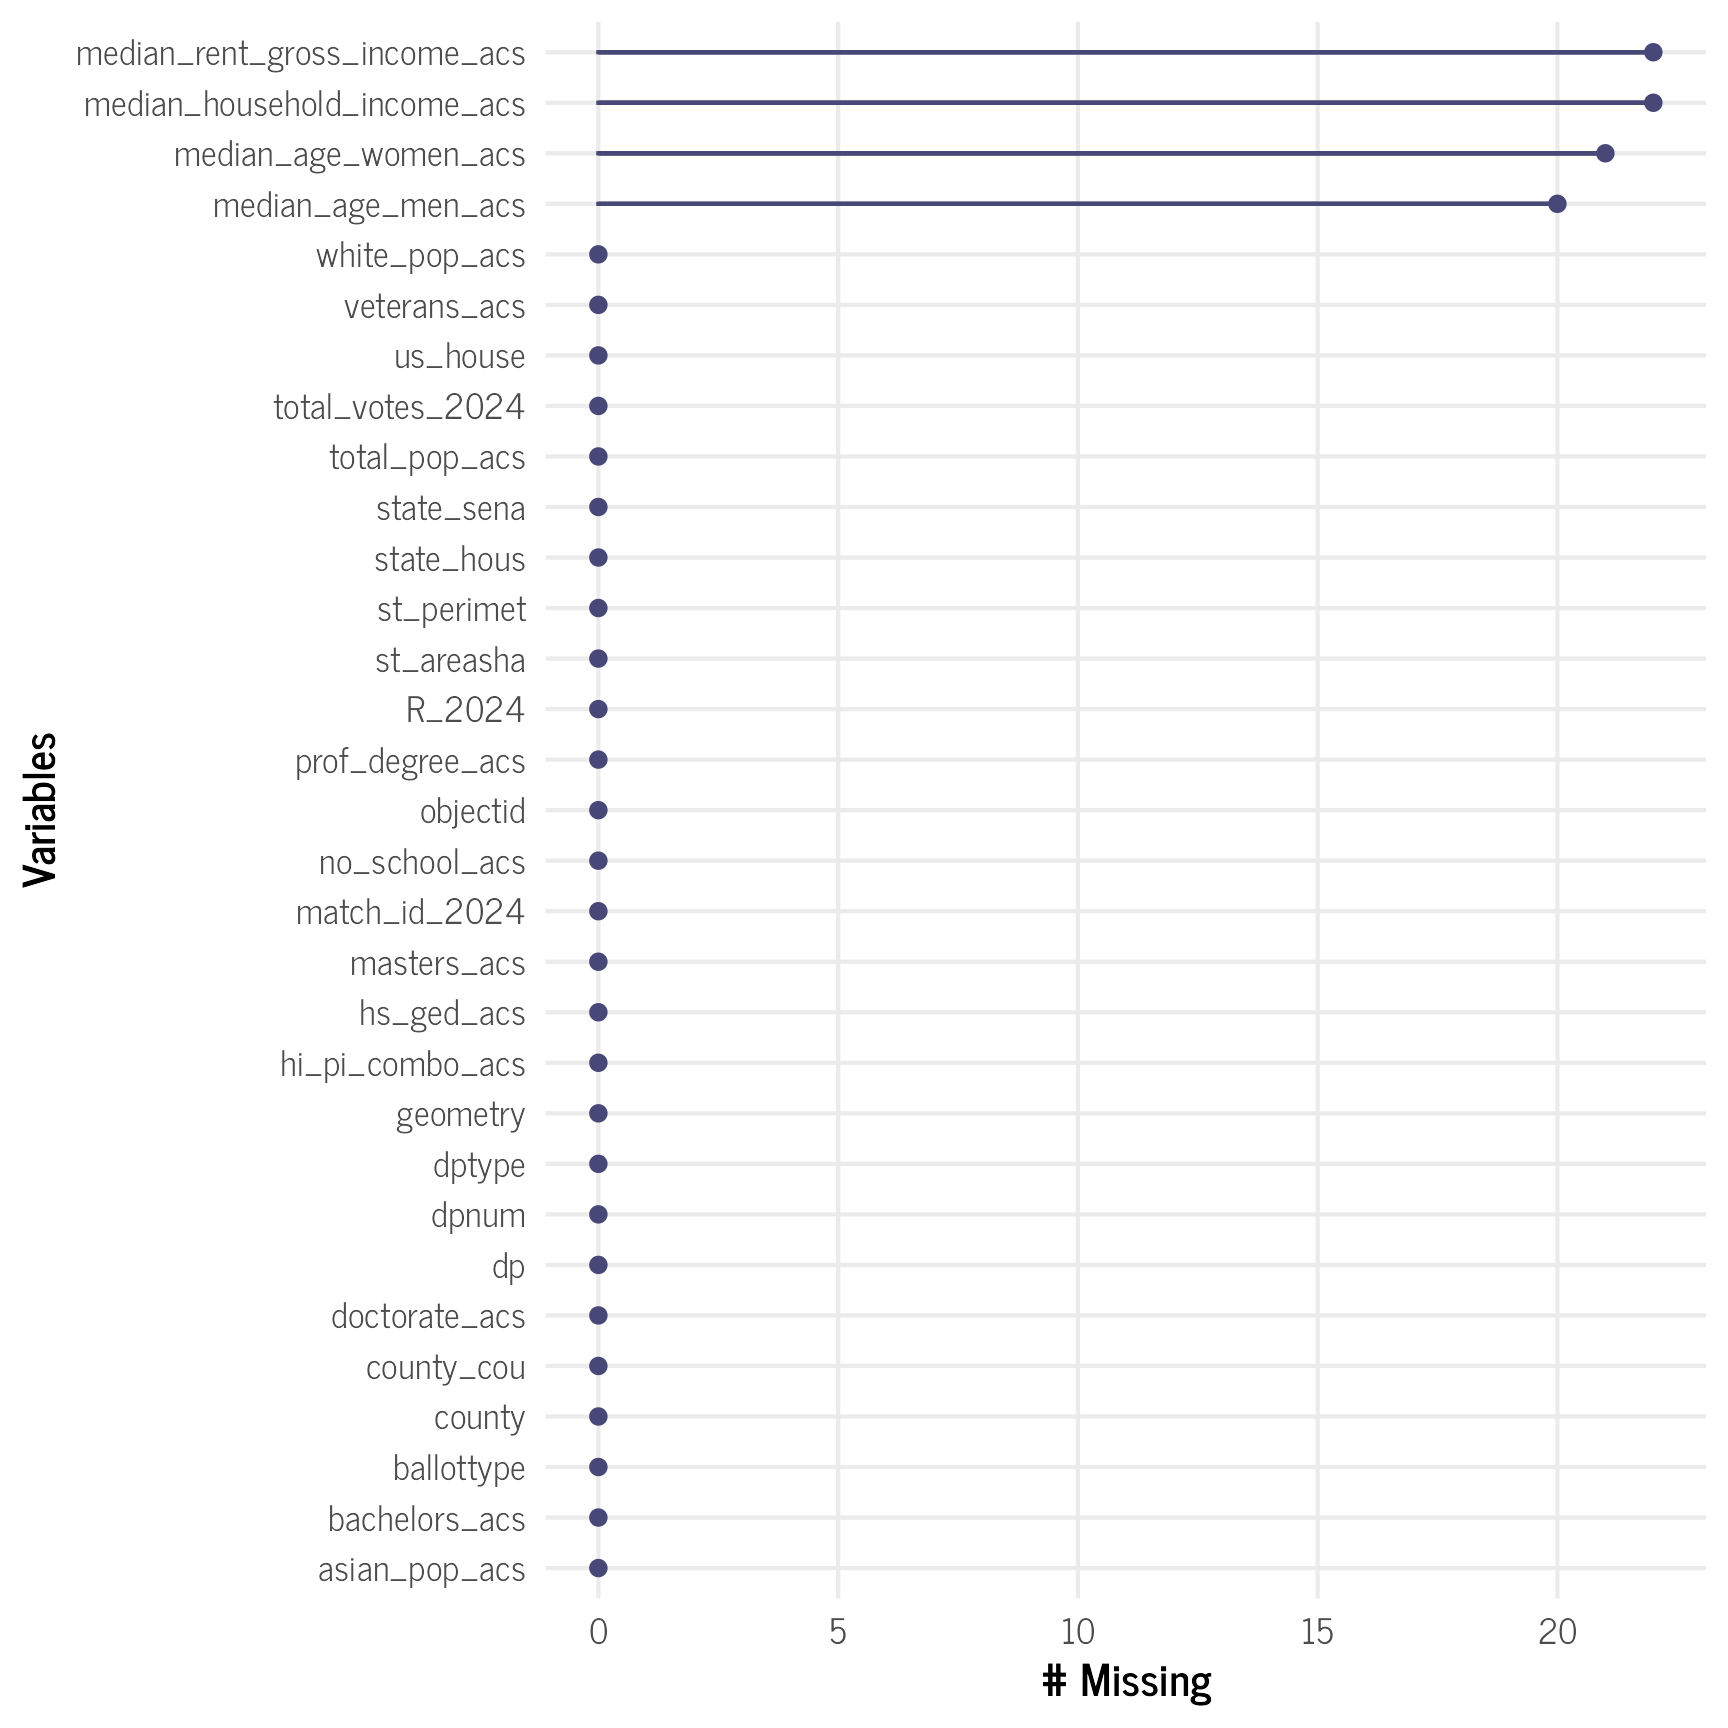 median_rent_gross_income_acs
median_household_income_acs
median_age_women_acs
median_age_men_acs
white_pop_acs
veterans_acs
us_house
total_votes_2024
total_pop_acs
state_sena
state_hous
st_perimet
st_areasha
R_2024
prof_degree_acs
objectid
no_school_acs
match_id_2024
masters_acs
hs_ged_acs
hi_pi_combo_acs
geometry
dptype
dpnum
dp
doctorate_acs
county_cou
county
ballottype
bachelors_acs
asian_pop_acs
Variables
0 5 10 15 20
# Missing